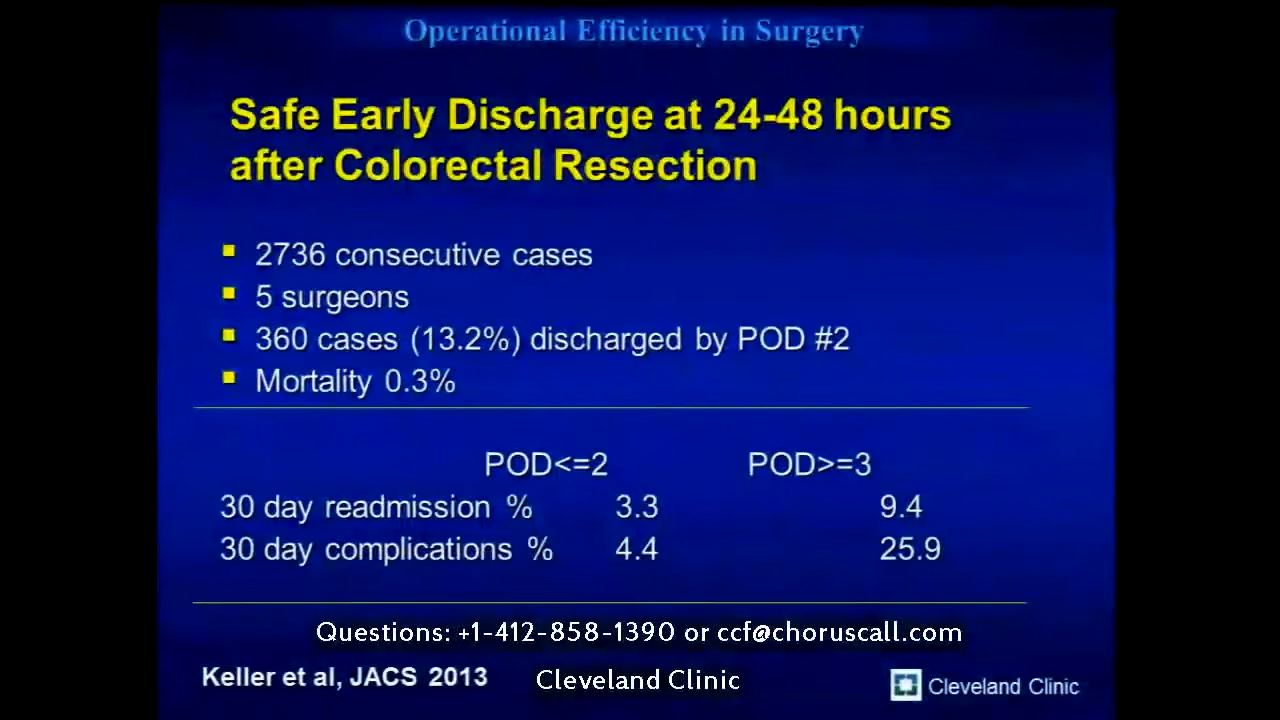 Operational Efficiency in Surgery
Safe Early Discharge at 24-48 hours
after Colorectal Resection
2736 consecutive cases
5 surgeons
360 cases (13.2%) discharged by POD #2
Mortality 0.3%
POD<=2 POD>=3
30 day readmission % 3.3 9.4
30 day complications % 4.4 25.9
Questions: +1-412-858-1390 or ccf@choruscall.com
Keller et al, JACS 2013 Cleveland Clinic Cleveland Clinic